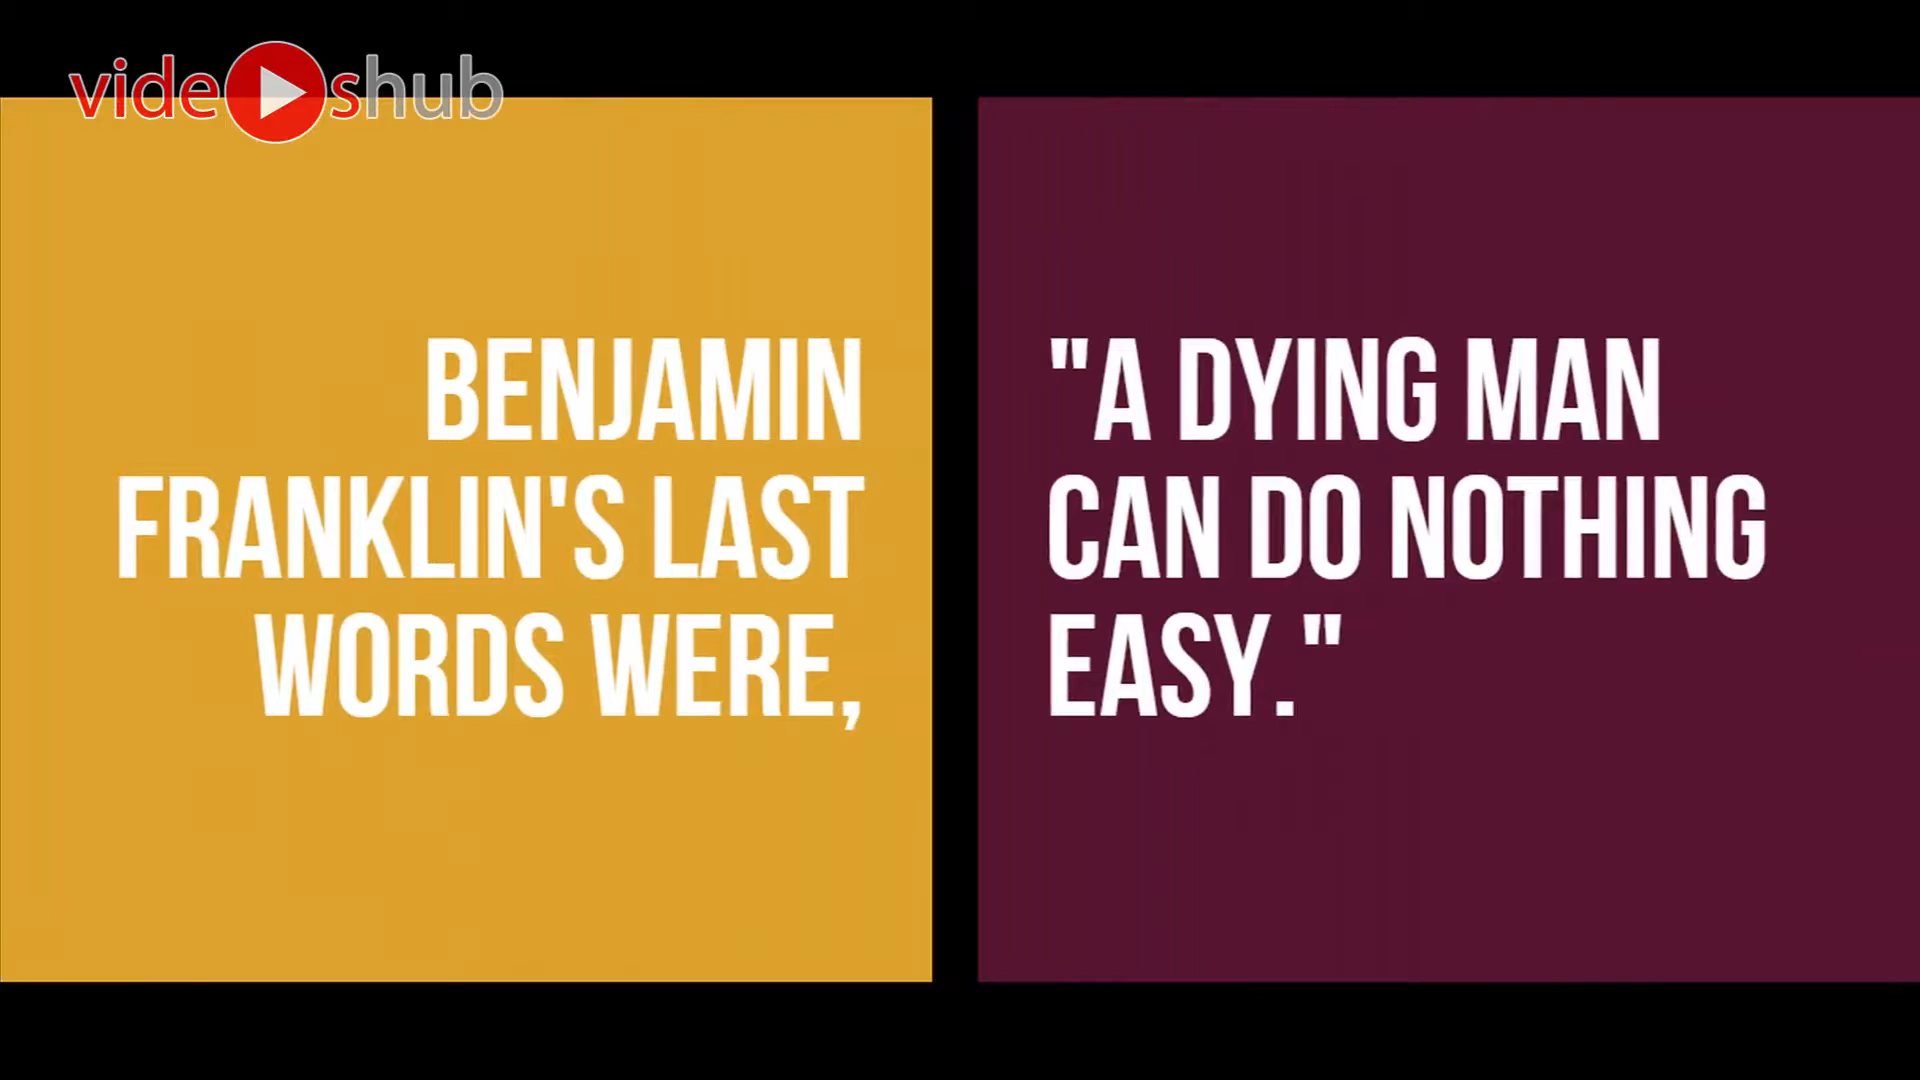 videoshub
BENJAMIN
FRANKLIN'S LAST
WORDS WERE,
"A DYING MAN
CAN DO NOTHING
EASY."